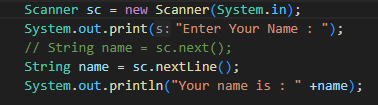 Scanner sc = new Scanner(System.in);
System.out.print(s: "Enter Your Name : ");
// String name = sc.next();
String name = sc.nextLine();
System.out.println("Your name is : " +name);